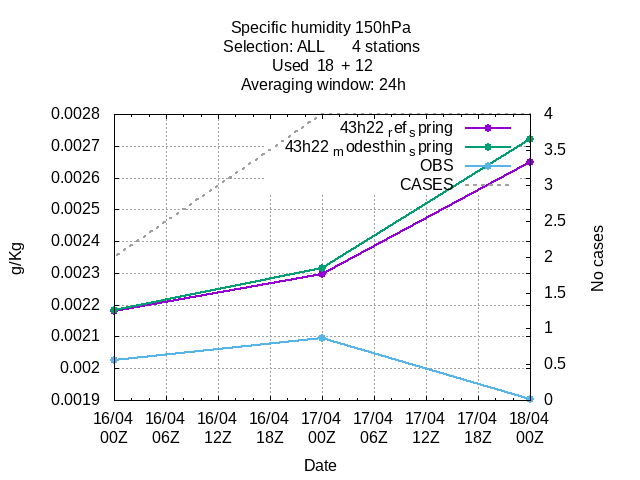 Specific humidity 150hPa
Selection: ALL 4 stations
Used 18 + 12
Averaging window: 24h
0.0028
0.0027
0.0026
0.0025
0.0024
0.0023
0.0022
0.0021
0.002
0.0019
g/Kg
43h22 refspring
43h22 modesthinspring
OBS
CASES
4
3.5
3
2.5
2
1.5
1
0.5
0
No cases
16/04 16/04 16/04 16/04 17/04 17/04 17/04 17/04 18/04
00Z 06Z 12Z 18Z 00Z 06Z 12Z 18Z 00Z
Date